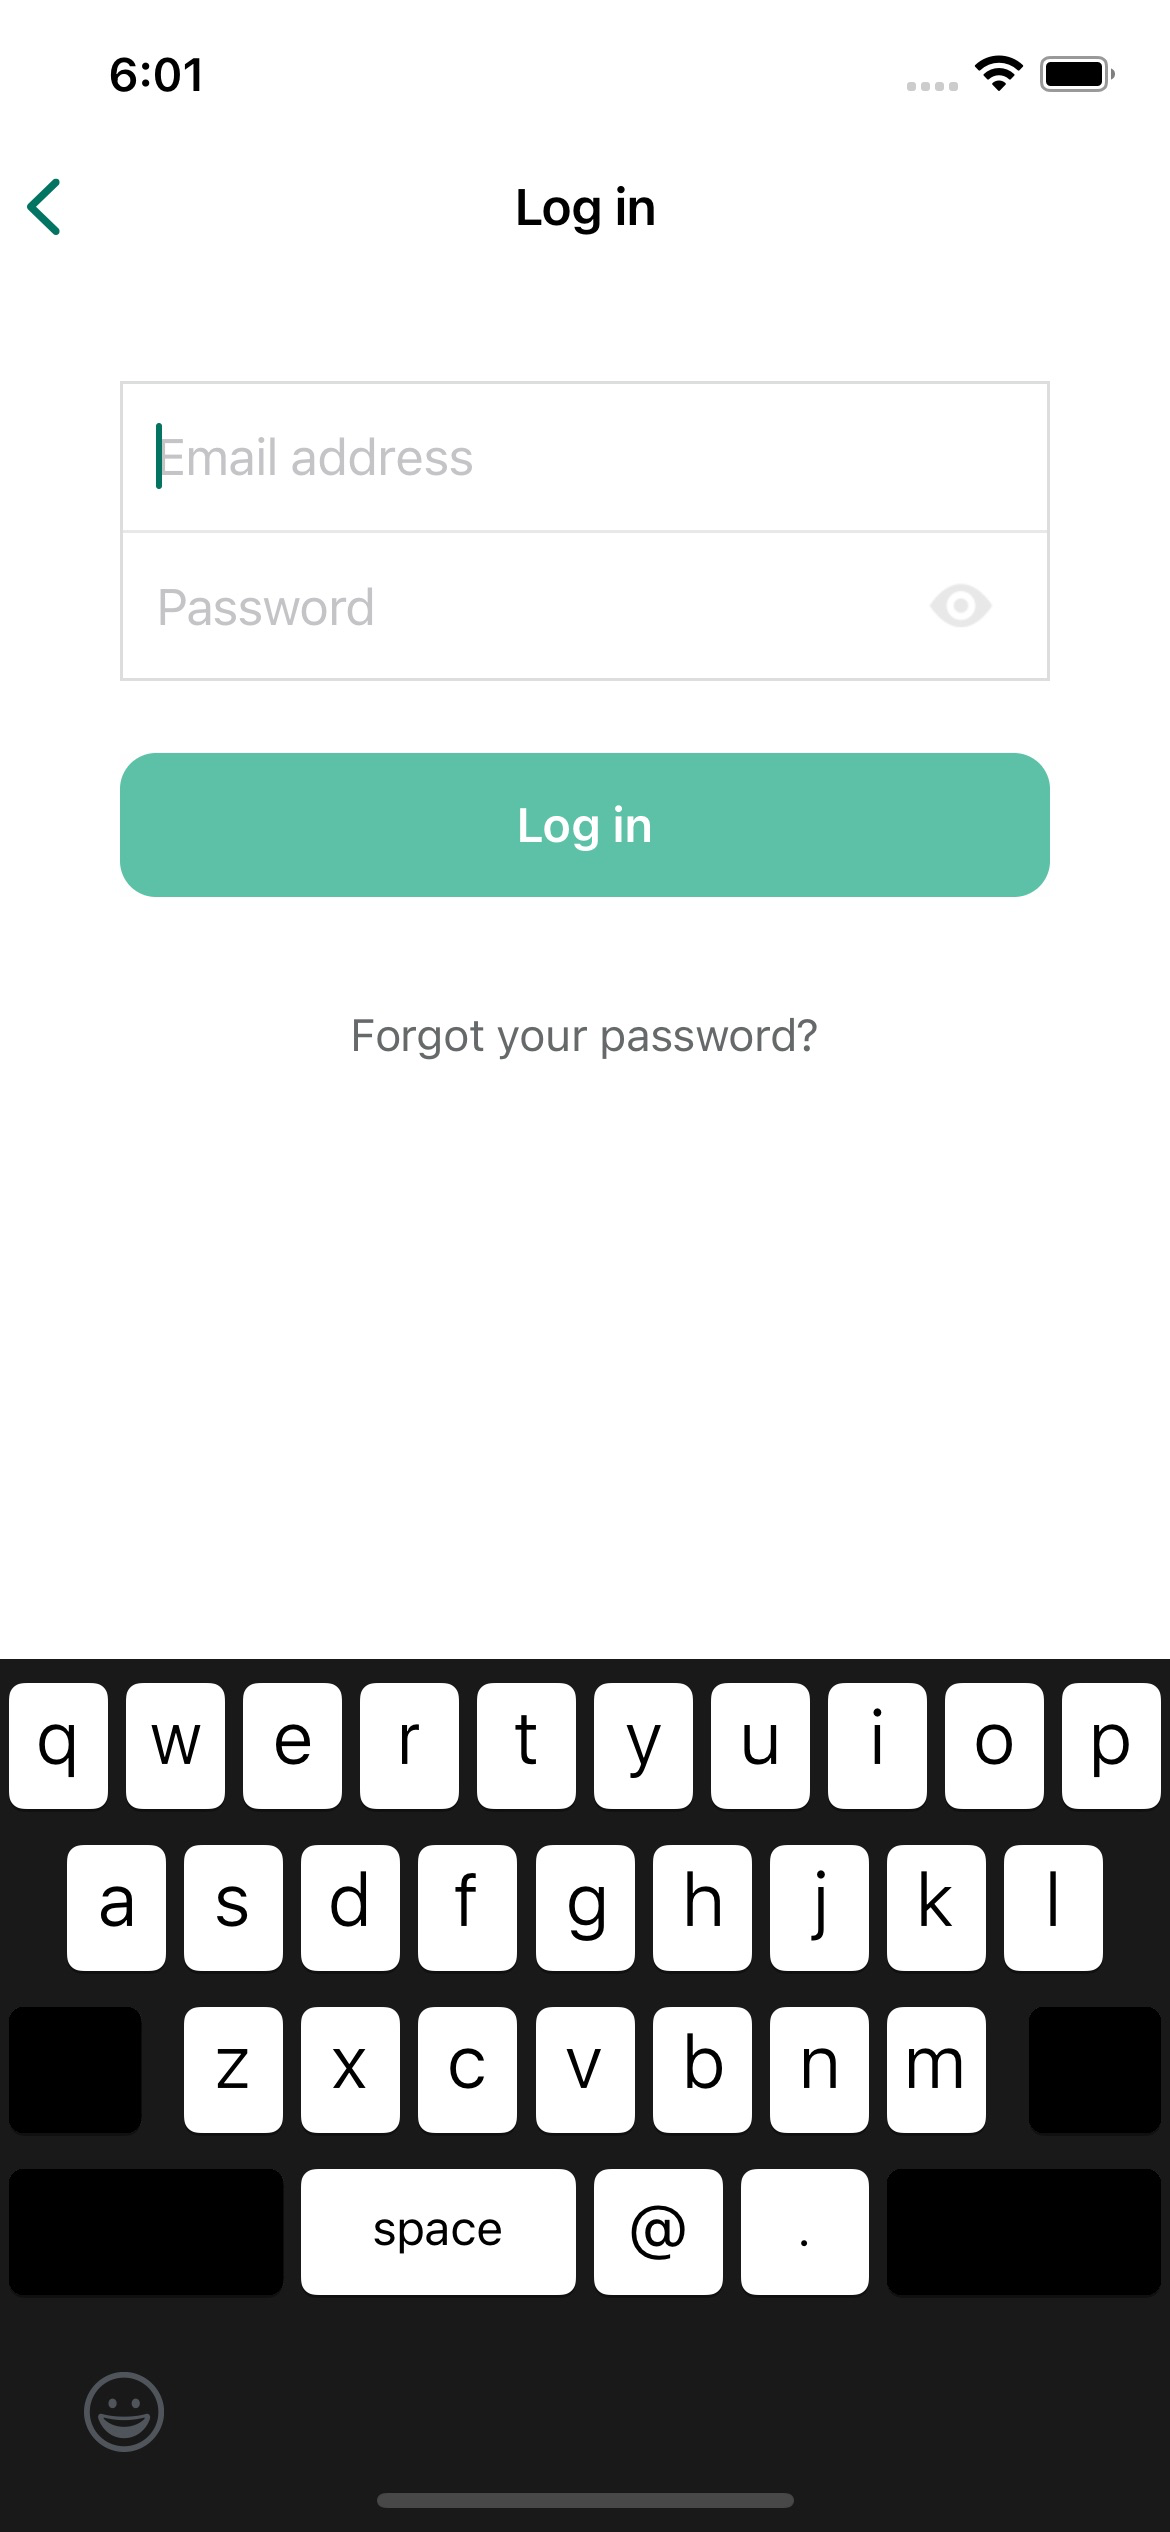 6:01
Log in
Email address
Password
Log in
Forgot your password?
q w e r t y u i o p
a s d f g h j k l
z x c v b n m
space @ .